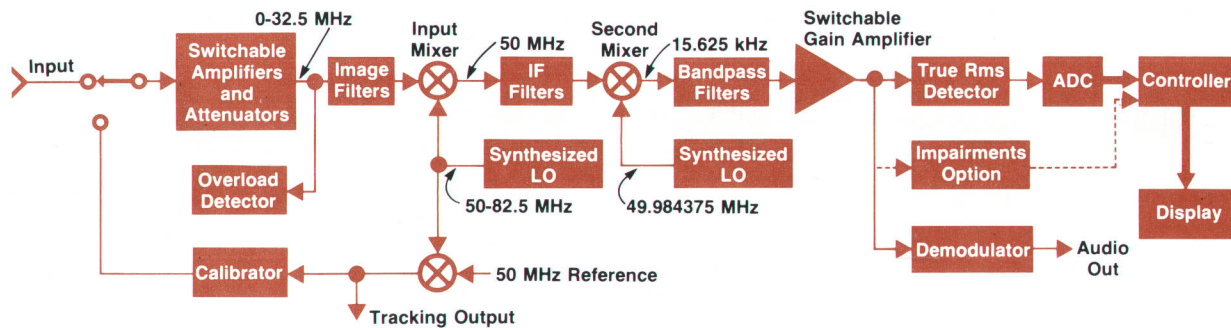 Input
Switchable
Amplifiers
and
Attenuators
0-32.5 MHz
Image
Filters
Input
Mixer
50 MHz
IF
Filters
Second
Mixer
15.625 kHz
Bandpass
Filters
Switchable
Gain Amplifier
True Rms
Detector
ADC
Controller
Overload
Detector
Synthesized
LO
50-82.5 MHz
Synthesized
LO
49.984375 MHz
Impairments
Option
Display
Calibrator
50 MHz Reference
Tracking Output
Demodulator
Audio
Out